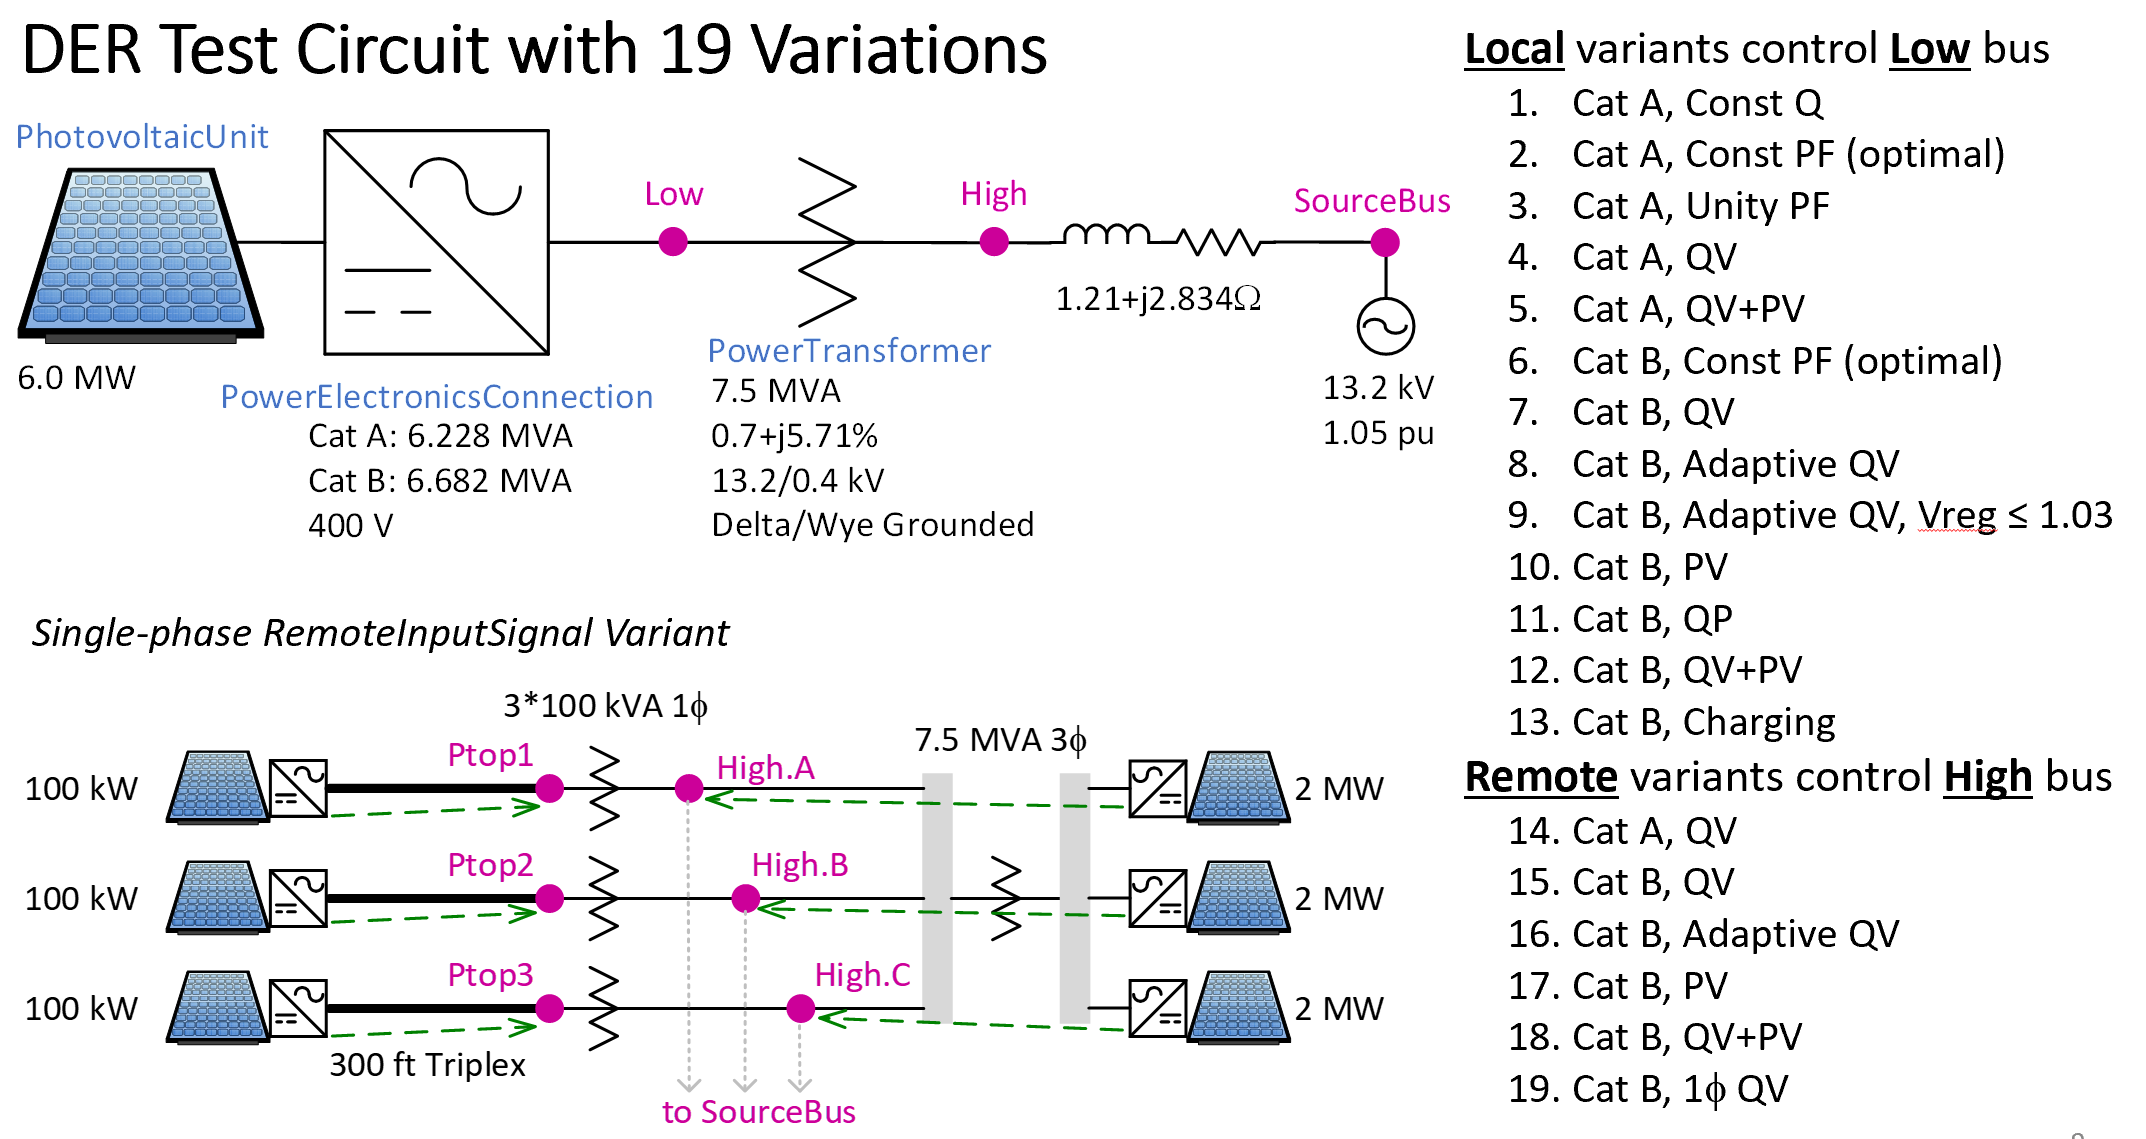 DER Test Circuit with 19 Variations
PhotovoltaicUnit
6.0 MW
PowerElectronicsConnection
Cat A: 6.228 MVA
Cat B: 6.682 MVA
400 V
Low
PowerTransformer
7.5 MVA
0.7+j5.71%
13.2/0.4 kV
Delta/Wye Grounded
High
1.21+j2.834Ω
SourceBus
13.2 kV
1.05 pu
Single-phase RemoteInputSignal Variant
3*100 kVA 1ϕ
7.5 MVA 3ϕ
100 kW
Ptop1
High.A
2 MW
100 kW
Ptop2
High.B
2 MW
100 kW
Ptop3
High.C
2 MW
300 ft Triplex
to SourceBus
Local variants control Low bus
1. Cat A, Const Q
2. Cat A, Const PF (optimal)
3. Cat A, Unity PF
4. Cat A, QV
5. Cat A, QV+PV
6. Cat B, Const PF (optimal)
7. Cat B, QV
8. Cat B, Adaptive QV
9. Cat B, Adaptive QV, Vreg ≤ 1.03
10. Cat B, PV
11. Cat B, QP
12. Cat B, QV+PV
13. Cat B, Charging
Remote variants control High bus
14. Cat A, QV
15. Cat B, QV
16. Cat B, Adaptive QV
17. Cat B, PV
18. Cat B, QV+PV
19. Cat B, 1ϕ QV